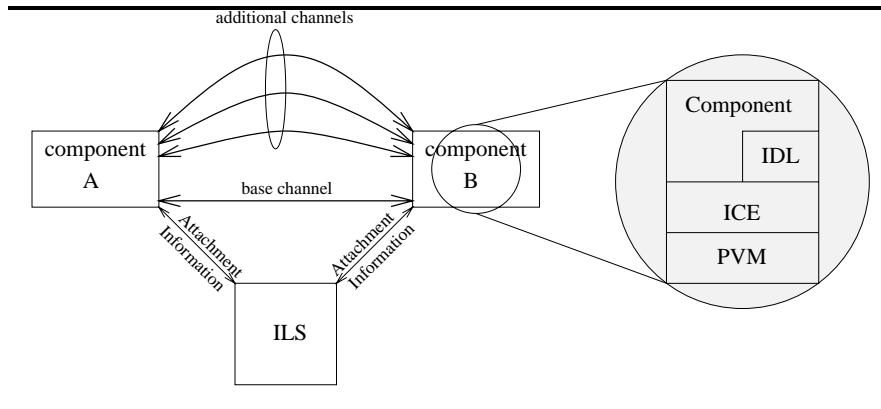 additional channels
component
A
component
B
base channel
Attachment
Information
Attachment
Information
ILS
Component
IDL
ICE
PVM